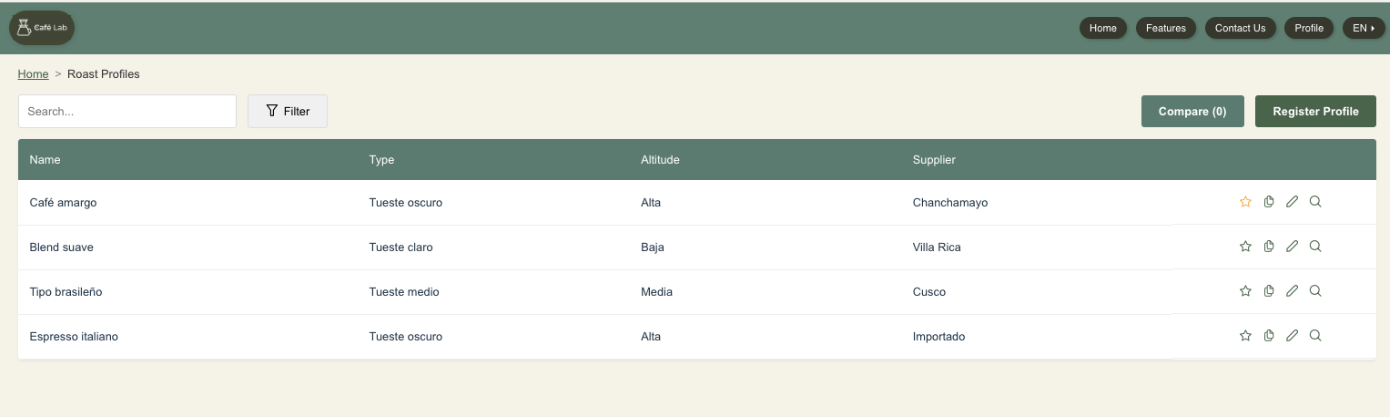 Café Lab
Home Features Contact Us Profile EN
Home > Roast Profiles
Search... Filter Compare (0) Register Profile
Name Type Altitude Supplier
Café amargo Tueste oscuro Alta Chanchamayo
Blend suave Tueste claro Baja Villa Rica
Tipo brasileño Tueste medio Media Cusco
Espresso italiano Tueste oscuro Alta Importado